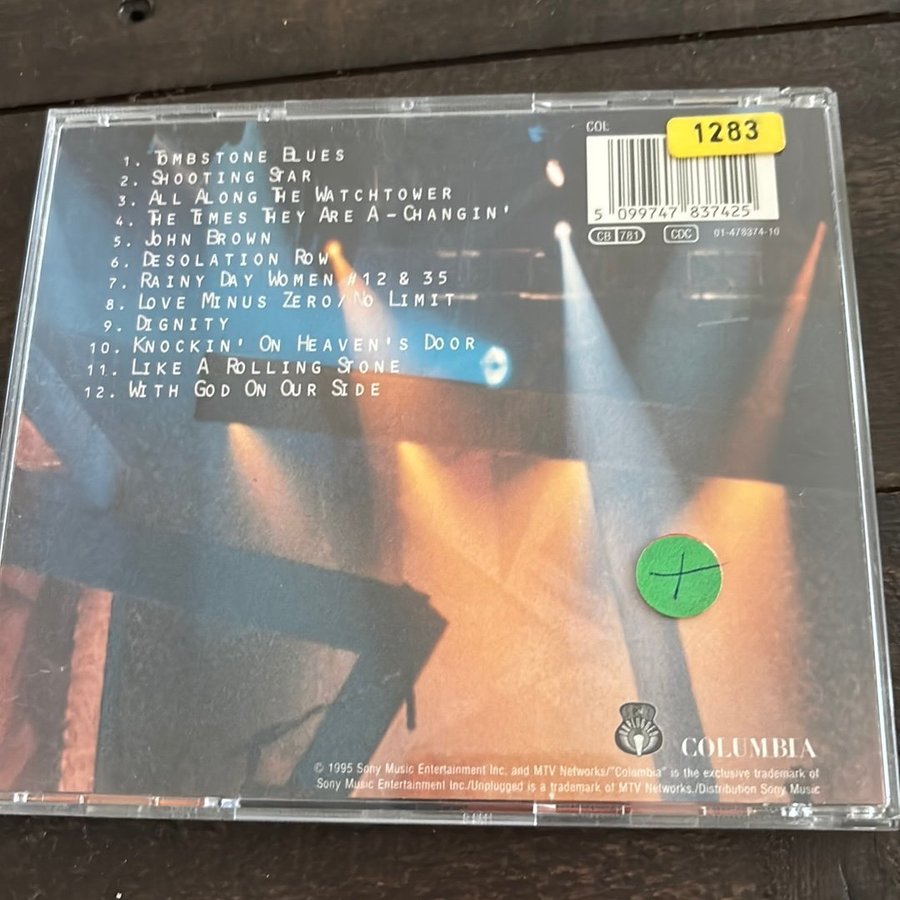 1. TOMBSTONE BLUES
2. SHOOTING STAR
3. ALL ALONG THE WATCHTOWER
4. THE TIMES THEY ARE A-CHANGIN'
5. JOHN BROWN
6. DESOLATION ROW
7. RAINY DAY WOMEN #12 & 35
8. LOVE MINUS ZERO/NO LIMIT
9. DIGNITY
10. KNOCKIN' ON HEAVEN'S DOOR
11. LIKE A ROLLING STONE
12. WITH GOD ON OUR SIDE
COL
1283
5 099747 837425
CB 781 CDC 01-478374-10
UNPLUGGED
COLUMBIA
© 1995 Sony Music Entertainment Inc. and MTV Networks/"Columbia" is the exclusive trademark of
Sony Music Entertainment Inc./Unplugged is a trademark of MTV Networks./Distribution Sony Music